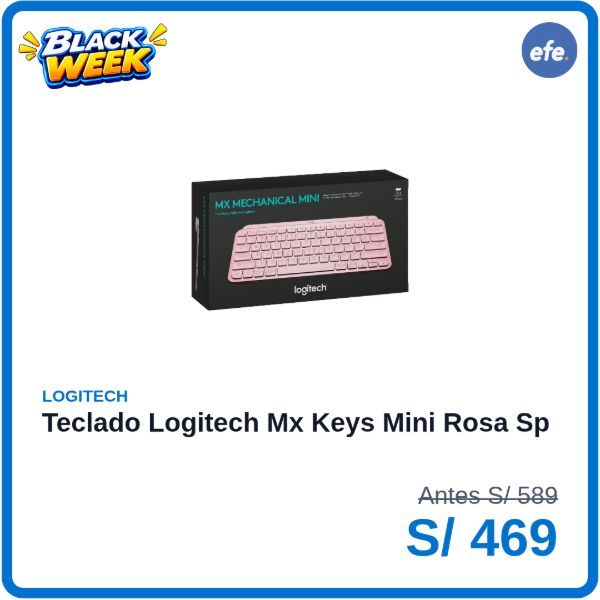 BLACK
WEEK
efe.
MX MECHANICAL MINI
logitech
LOGITECH
Teclado Logitech Mx Keys Mini Rosa Sp
Antes S/ 589
S/ 469